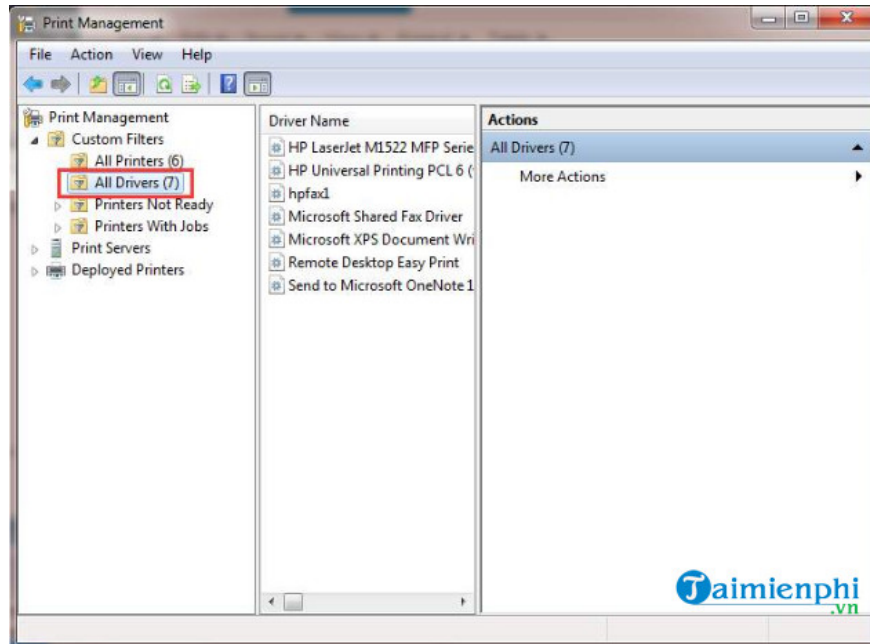 Print Management
File Action View Help
Print Management
Custom Filters
All Printers (6)
All Drivers (7)
Printers Not Ready
Printers With Jobs
Print Servers
Deployed Printers
Driver Name
HP LaserJet M1522 MFP Serie
HP Universal Printing PCL 6 (
hpfax1
Microsoft Shared Fax Driver
Microsoft XPS Document Wri
Remote Desktop Easy Print
Send to Microsoft OneNote 1
Actions
All Drivers (7)
More Actions
Taimienphi
.vn